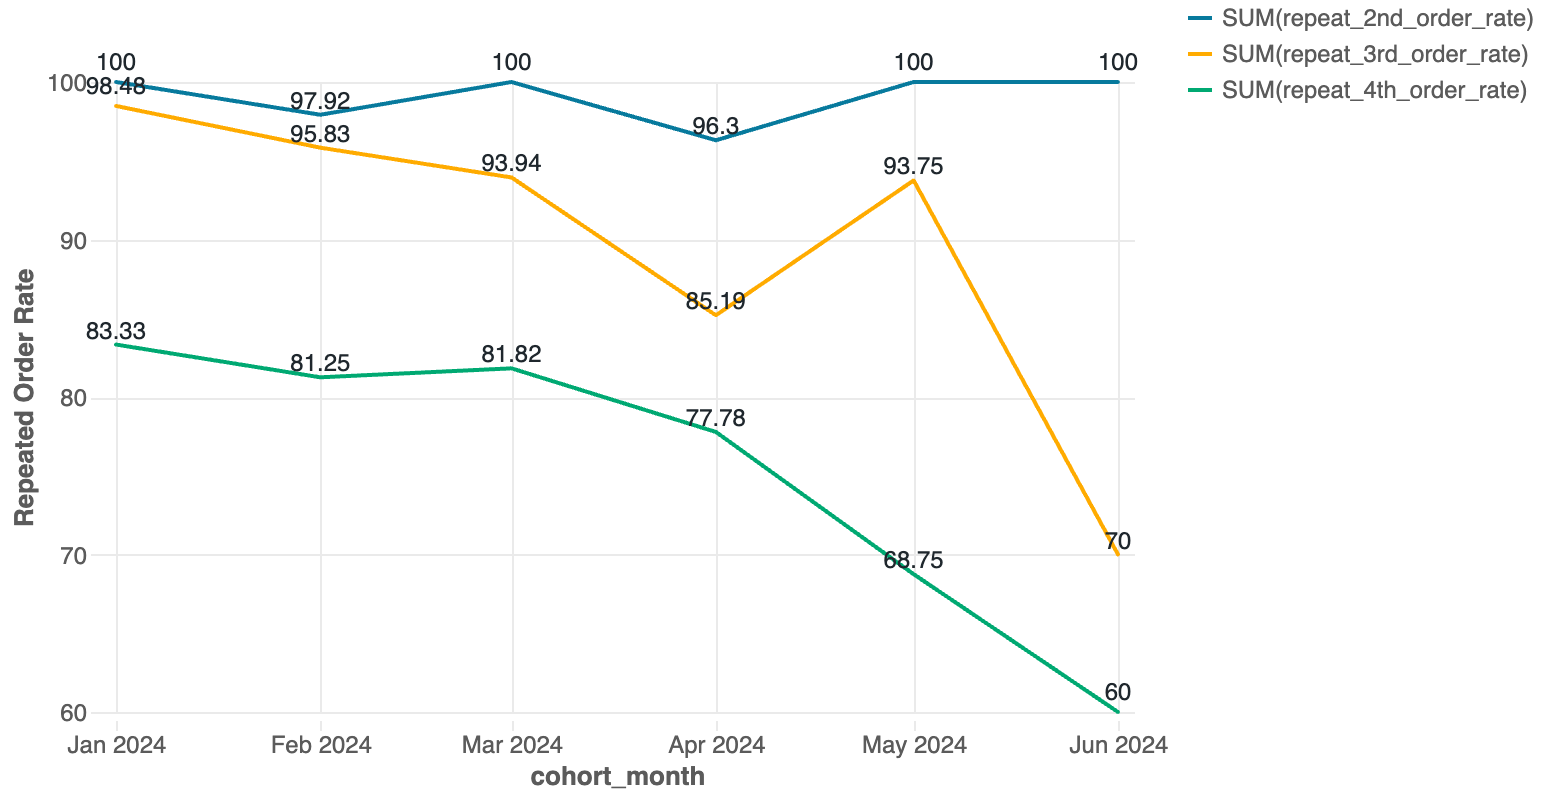 SUM(repeat_2nd_order_rate)
SUM(repeat_3rd_order_rate)
SUM(repeat_4th_order_rate)
100 100 100 100
100 98.48
97.92
96.3
95.83
93.94 93.75
90
85.19
83.33
81.25 81.82
80
77.78
70 68.75 70
60 60
Jan 2024 Feb 2024 Mar 2024 Apr 2024 May 2024 Jun 2024
cohort_month
Repeated Order Rate